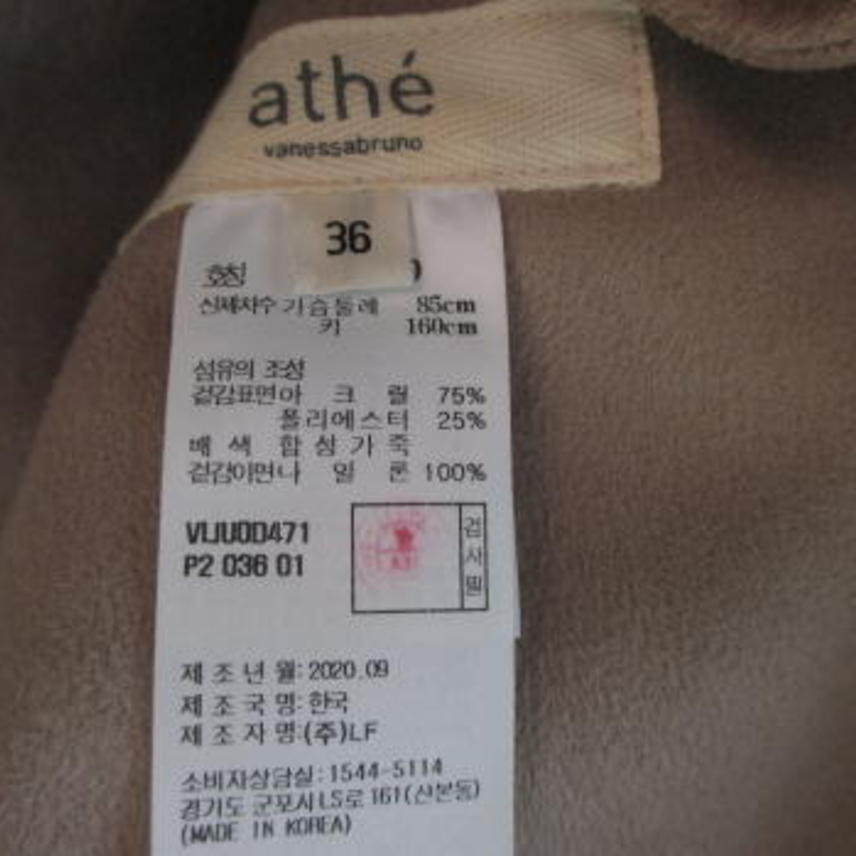 athé
vanessabruno
36
호칭 )
신체치수 가슴둘레 85cm
키 160cm
섬유의 조성
겉감표면 아 크 릴 75%
폴리에스터 25%
배 색 합 성 가 죽
겉감이면 나 일 론 100%
VIJU0D471
P2 036 01
검사필
제 조 년 월: 2020.09
제 조 국 명: 한국
제 조 자 명:(주)LF
소비자상담실:1544-5114
경기도 군포시 LS로 161(산본동)
(MADE IN KOREA)